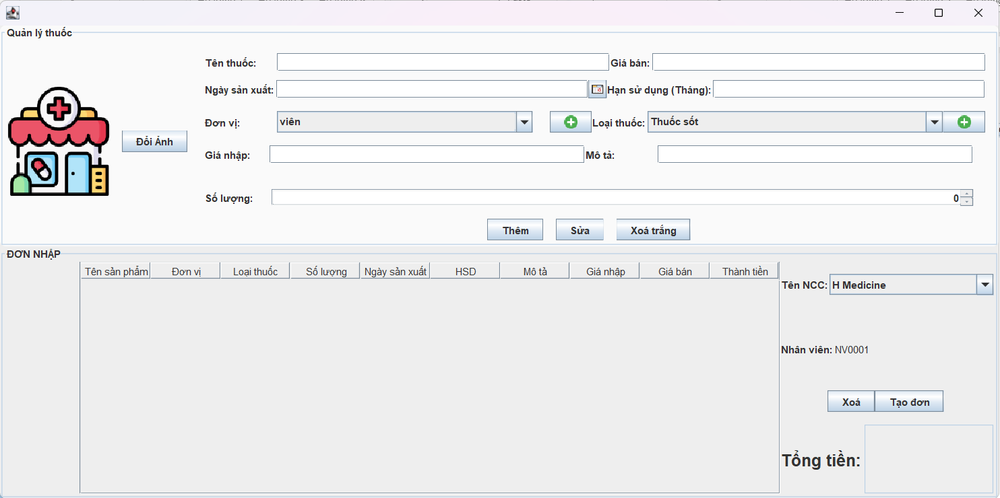 Quản lý thuốc
Tên thuốc: Giá bán:
Ngày sản xuất: Hạn sử dụng (Tháng):
Đơn vị: viên Loại thuốc: Thuốc sốt
Đổi Ảnh
Giá nhập: Mô tả:
Số lượng: 0
Thêm Sửa Xoá trắng
ĐƠN NHẬP
Tên sản phẩm Đơn vị Loại thuốc Số lượng Ngày sản xuất HSD Mô tả Giá nhập Giá bán Thành tiền
Tên NCC: H Medicine
Nhân viên: NV0001
Xoá Tạo đơn
Tổng tiền: